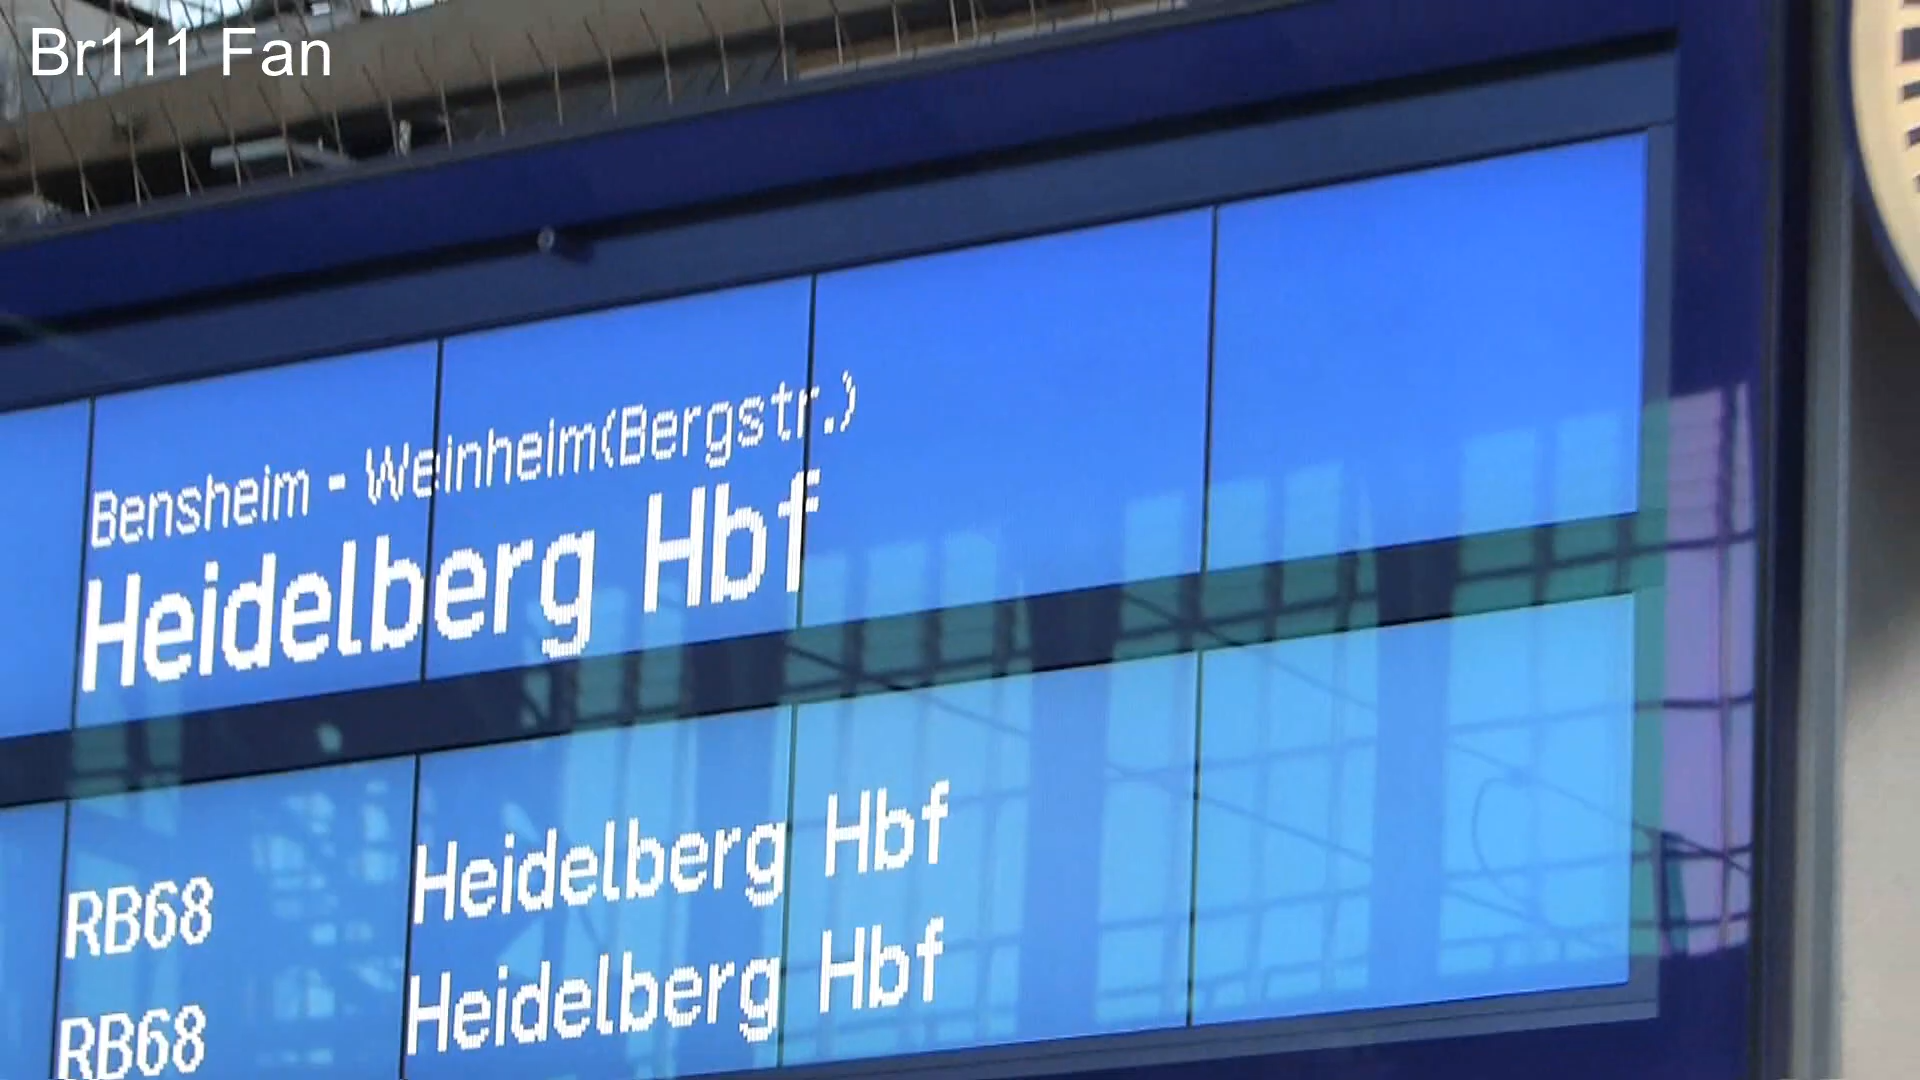 Br111 Fan
Bensheim - Weinheim(Bergstr.)
Heidelberg Hbf
RB68 Heidelberg Hbf
RB68 Heidelberg Hbf